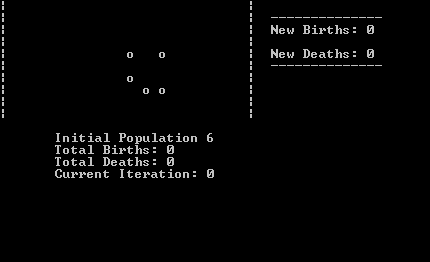 New Births: 0
o o
New Deaths: 0
o
o o
Initial Population 6
Total Births: 0
Total Deaths: 0
Current Iteration: 0